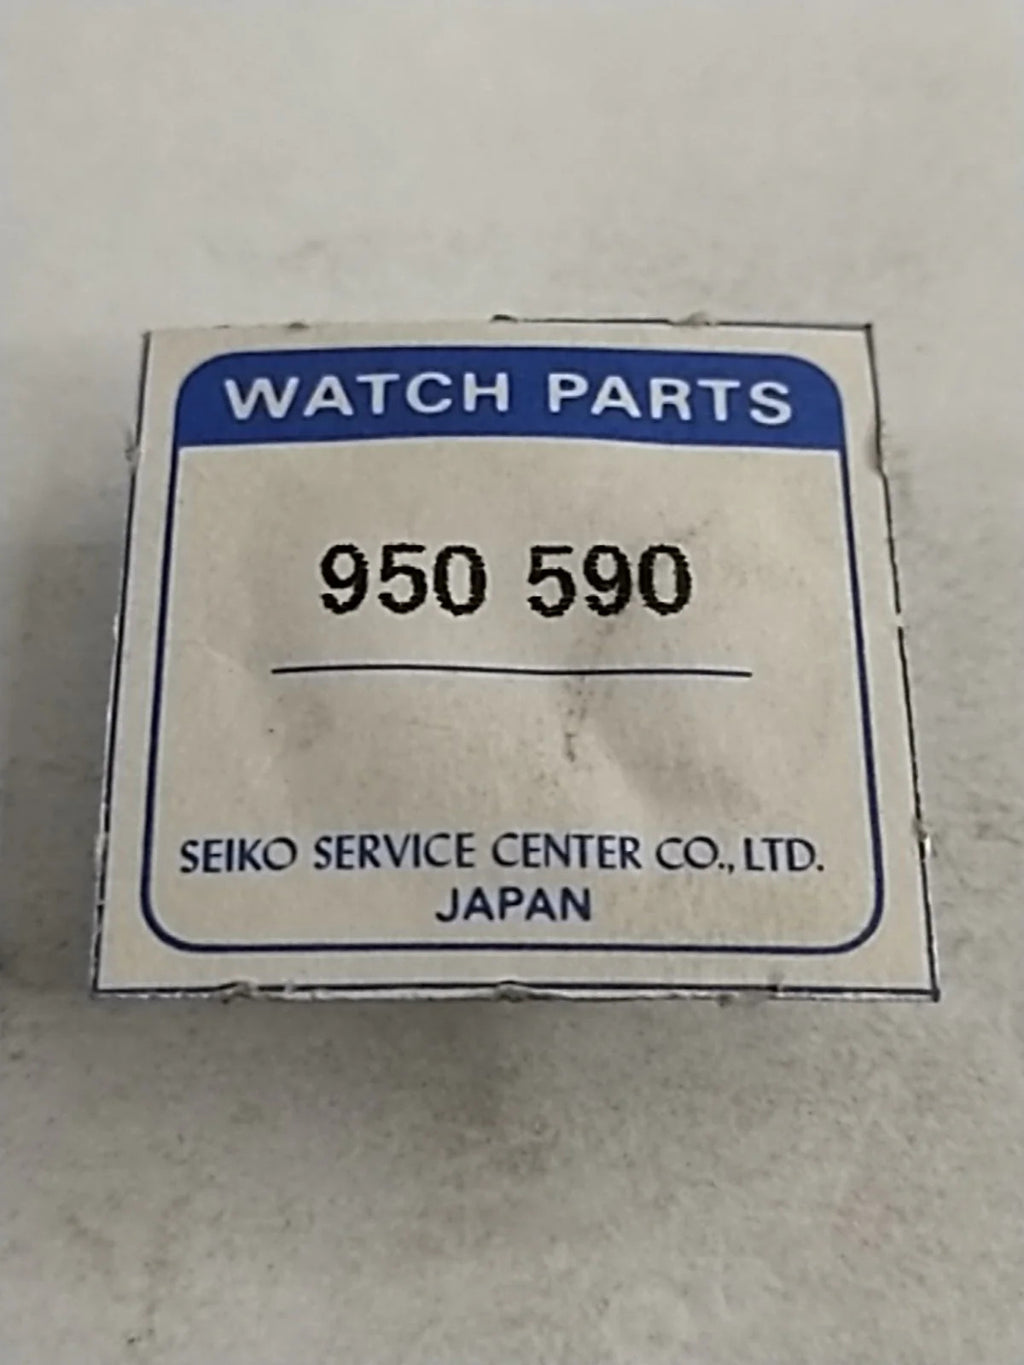 WATCH PARTS
950 590
SEIKO SERVICE CENTER CO., LTD.
JAPAN